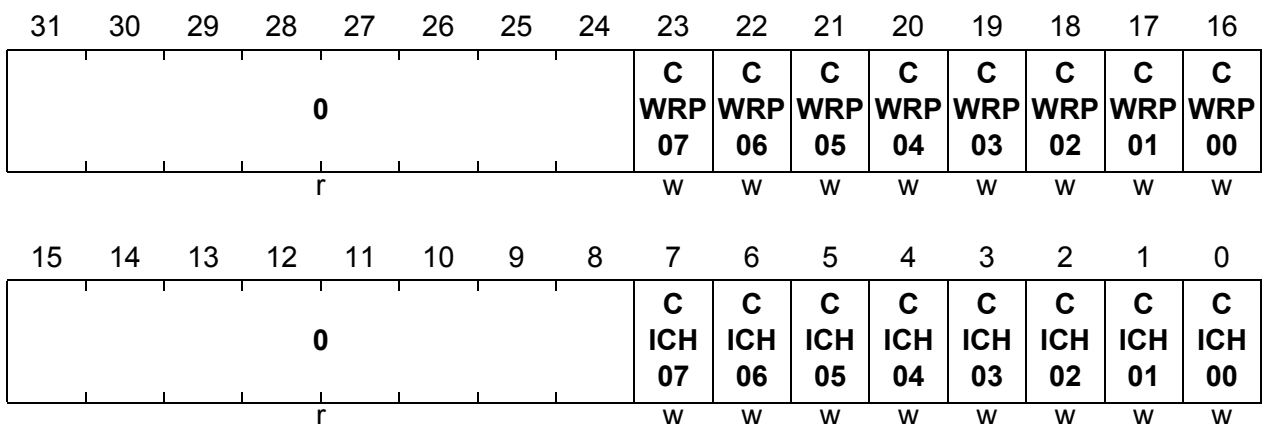 31 30 29 28 27 26 25 24 23 22 21 20 19 18 17 16
C C C C C C C C
0 WRP WRP WRP WRP WRP WRP WRP WRP
07 06 05 04 03 02 01 00
r w w w w w w w w
15 14 13 12 11 10 9 8 7 6 5 4 3 2 1 0
C C C C C C C C
0 ICH ICH ICH ICH ICH ICH ICH ICH
07 06 05 04 03 02 01 00
r w w w w w w w w